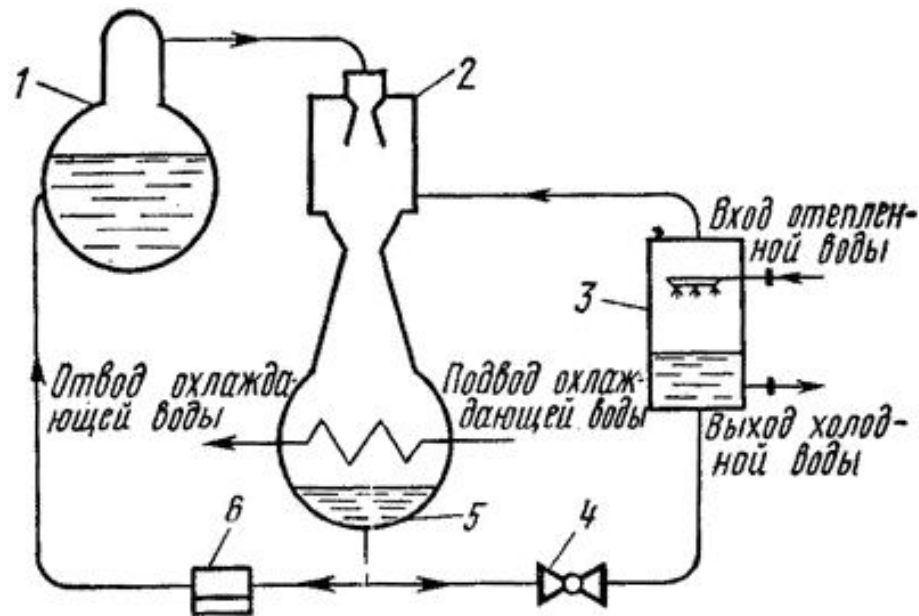 1
2
Вход отеплен-
ной воды
3
Отвод охлажда-
ющей воды
Подвод охлаж-
дающей воды
Выход холод-
ной воды
6
5
4